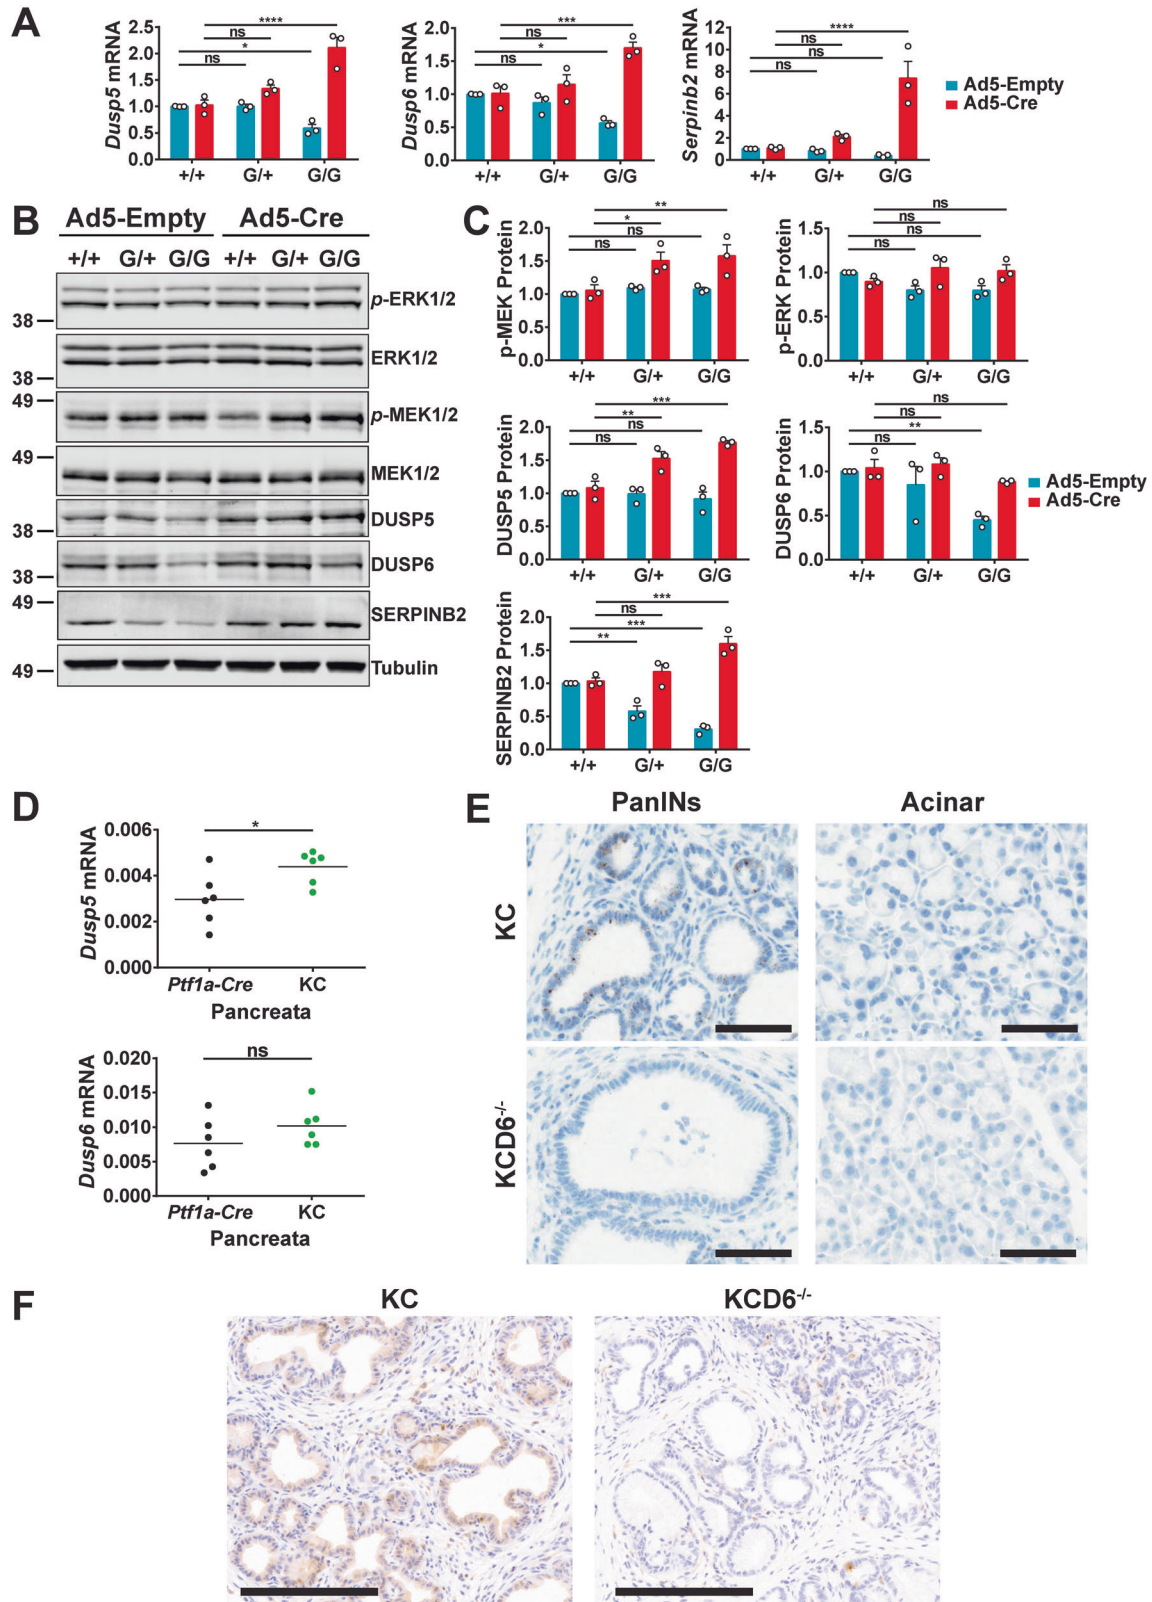 A
Dusp5 mRNA
2.5
2.0
1.5
1.0
0.5
0.0
****
ns
*
ns
+/+ G/+ G/G
Dusp6 mRNA
2.0
1.5
1.0
0.5
0.0
***
ns
*
ns
+/+ G/+ G/G
Serpinb2 mRNA
12
10
8
6
4
2
0
****
ns
ns
ns
+/+ G/+ G/G
Ad5-Empty
Ad5-Cre
B
Ad5-Empty Ad5-Cre
+/+ G/+ G/G +/+ G/+ G/G
p-ERK1/2
38
ERK1/2
38
49
p-MEK1/2
49
MEK1/2
DUSP5
38
DUSP6
38
49
SERPINB2
49
Tubulin
C
p-MEK Protein
2.0
1.5
1.0
0.5
0.0
**
*
ns
ns
+/+ G/+ G/G
p-ERK Protein
1.5
1.0
0.5
0.0
ns
ns
ns
ns
+/+ G/+ G/G
DUSP5 Protein
2.0
1.5
1.0
0.5
0.0
***
**
ns
ns
+/+ G/+ G/G
DUSP6 Protein
1.5
1.0
0.5
0.0
ns
ns
**
ns
+/+ G/+ G/G
Ad5-Empty
Ad5-Cre
SERPINB2 Protein
2.0
1.5
1.0
0.5
0.0
***
ns
***
**
+/+ G/+ G/G
D
Dusp5 mRNA
0.006
0.004
0.002
0.000
*
Ptf1a-Cre KC
Pancreata
Dusp6 mRNA
0.020
0.015
0.010
0.005
0.000
ns
Ptf1a-Cre KC
Pancreata
E
PanINs Acinar
KC
KCD6-/-
F
KC KCD6-/-